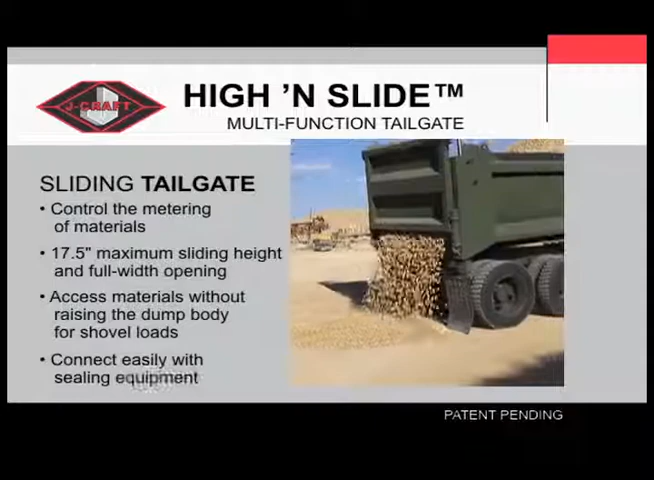 HIGH ’N SLIDE™
J-CRAFT
MULTI-FUNCTION TAILGATE
SLIDING TAILGATE
• Control the metering
of materials
• 17.5" maximum sliding height
and full-width opening
• Access materials without
raising the dump body
for shovel loads
• Connect easily with
sealing equipment
PATENT PENDING